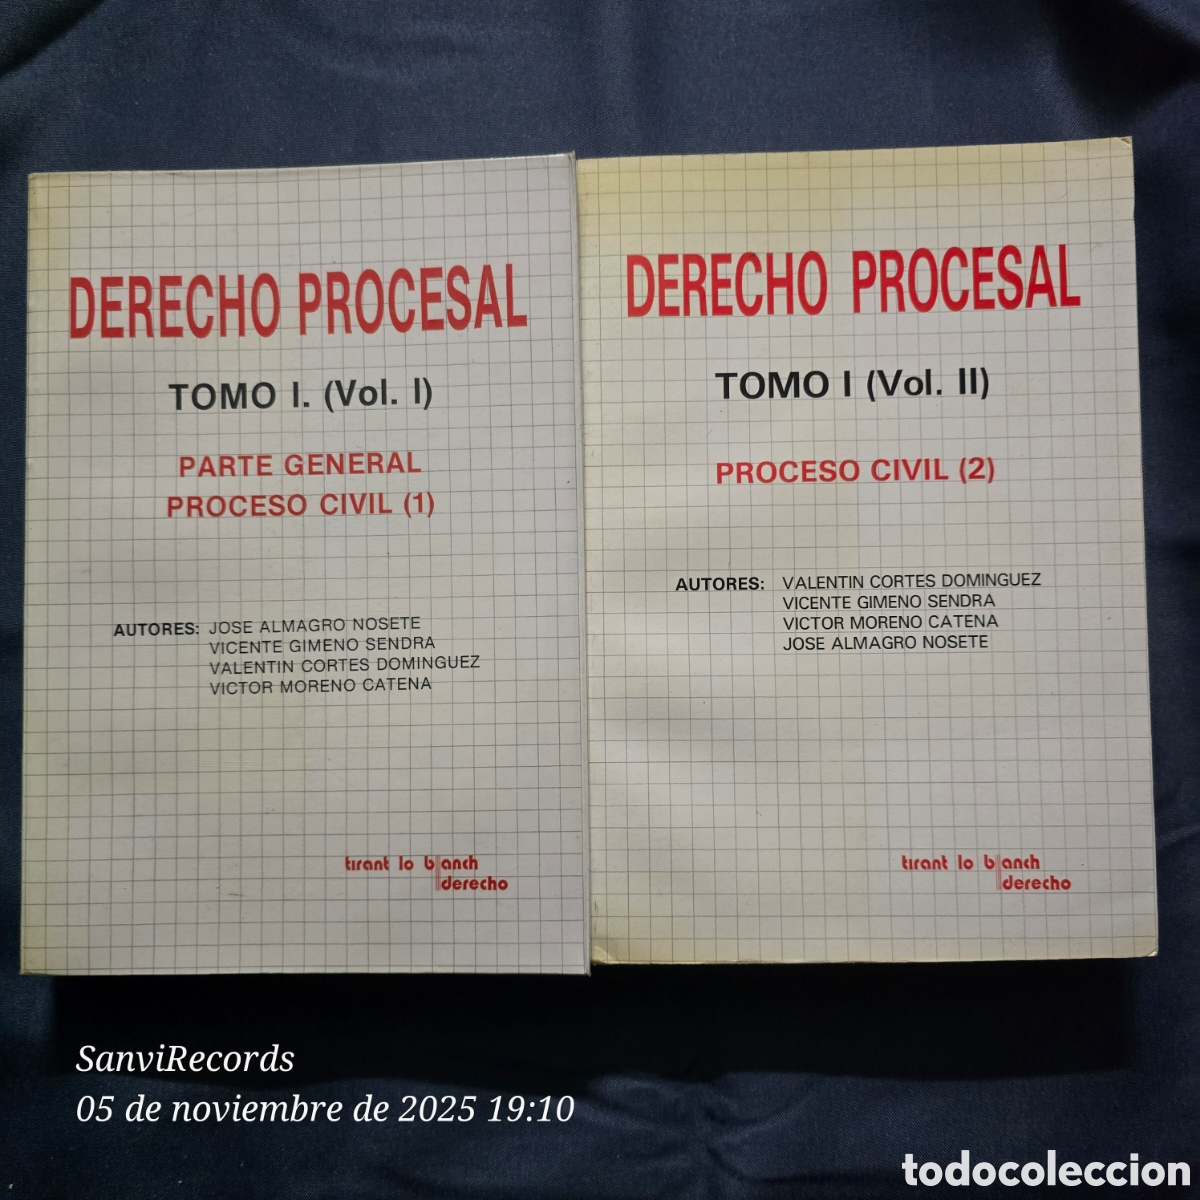 DERECHO PROCESAL
TOMO I. (Vol. I)
PARTE GENERAL
PROCESO CIVIL (1)
AUTORES: JOSE ALMAGRO NOSETE
VICENTE GIMENO SENDRA
VALENTIN CORTES DOMINGUEZ
VICTOR MORENO CATENA
tirant lo blanch
derecho
DERECHO PROCESAL
TOMO I (Vol. II)
PROCESO CIVIL (2)
AUTORES: VALENTIN CORTES DOMINGUEZ
VICENTE GIMENO SENDRA
VICTOR MORENO CATENA
JOSE ALMAGRO NOSETE
tirant lo blanch
derecho
SanviRecords
05 de noviembre de 2025 19:10
todocoleccion